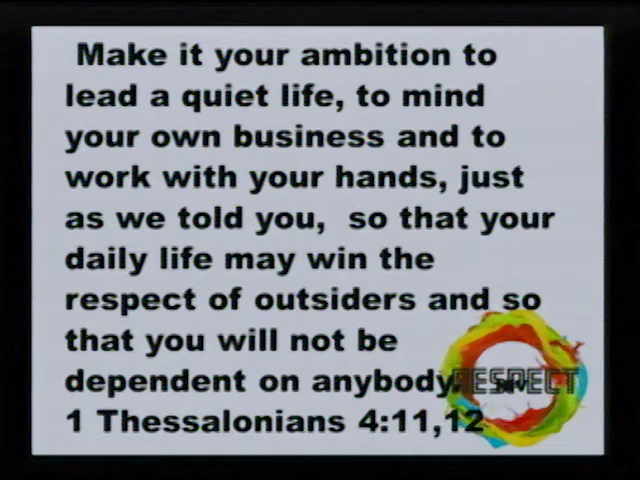 Make it your ambition to
lead a quiet life, to mind
your own business and to
work with your hands, just
as we told you, so that your
daily life may win the
respect of outsiders and so
that you will not be
dependent on anybody.
RESPECT
1 Thessalonians 4:11,12